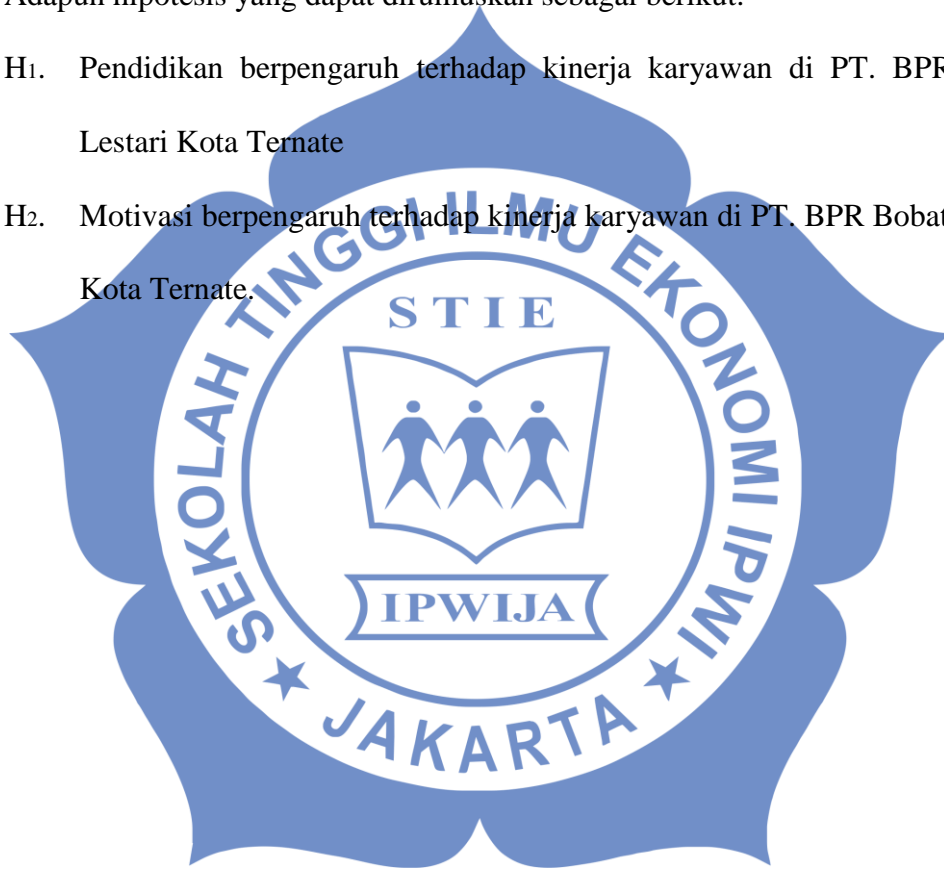 Adapun hipotesis yang dapat dirumuskan sebagai berikut:
H1. Pendidikan berpengaruh terhadap kinerja karyawan di PT. BPR
Lestari Kota Ternate
H2. Motivasi berpengaruh terhadap kinerja karyawan di PT. BPR Bobat
Kota Ternate.
SEKOLAH TINGGI ILMU EKONOMI IPWI
STIE
IPWIJA
★ JAKARTA ★